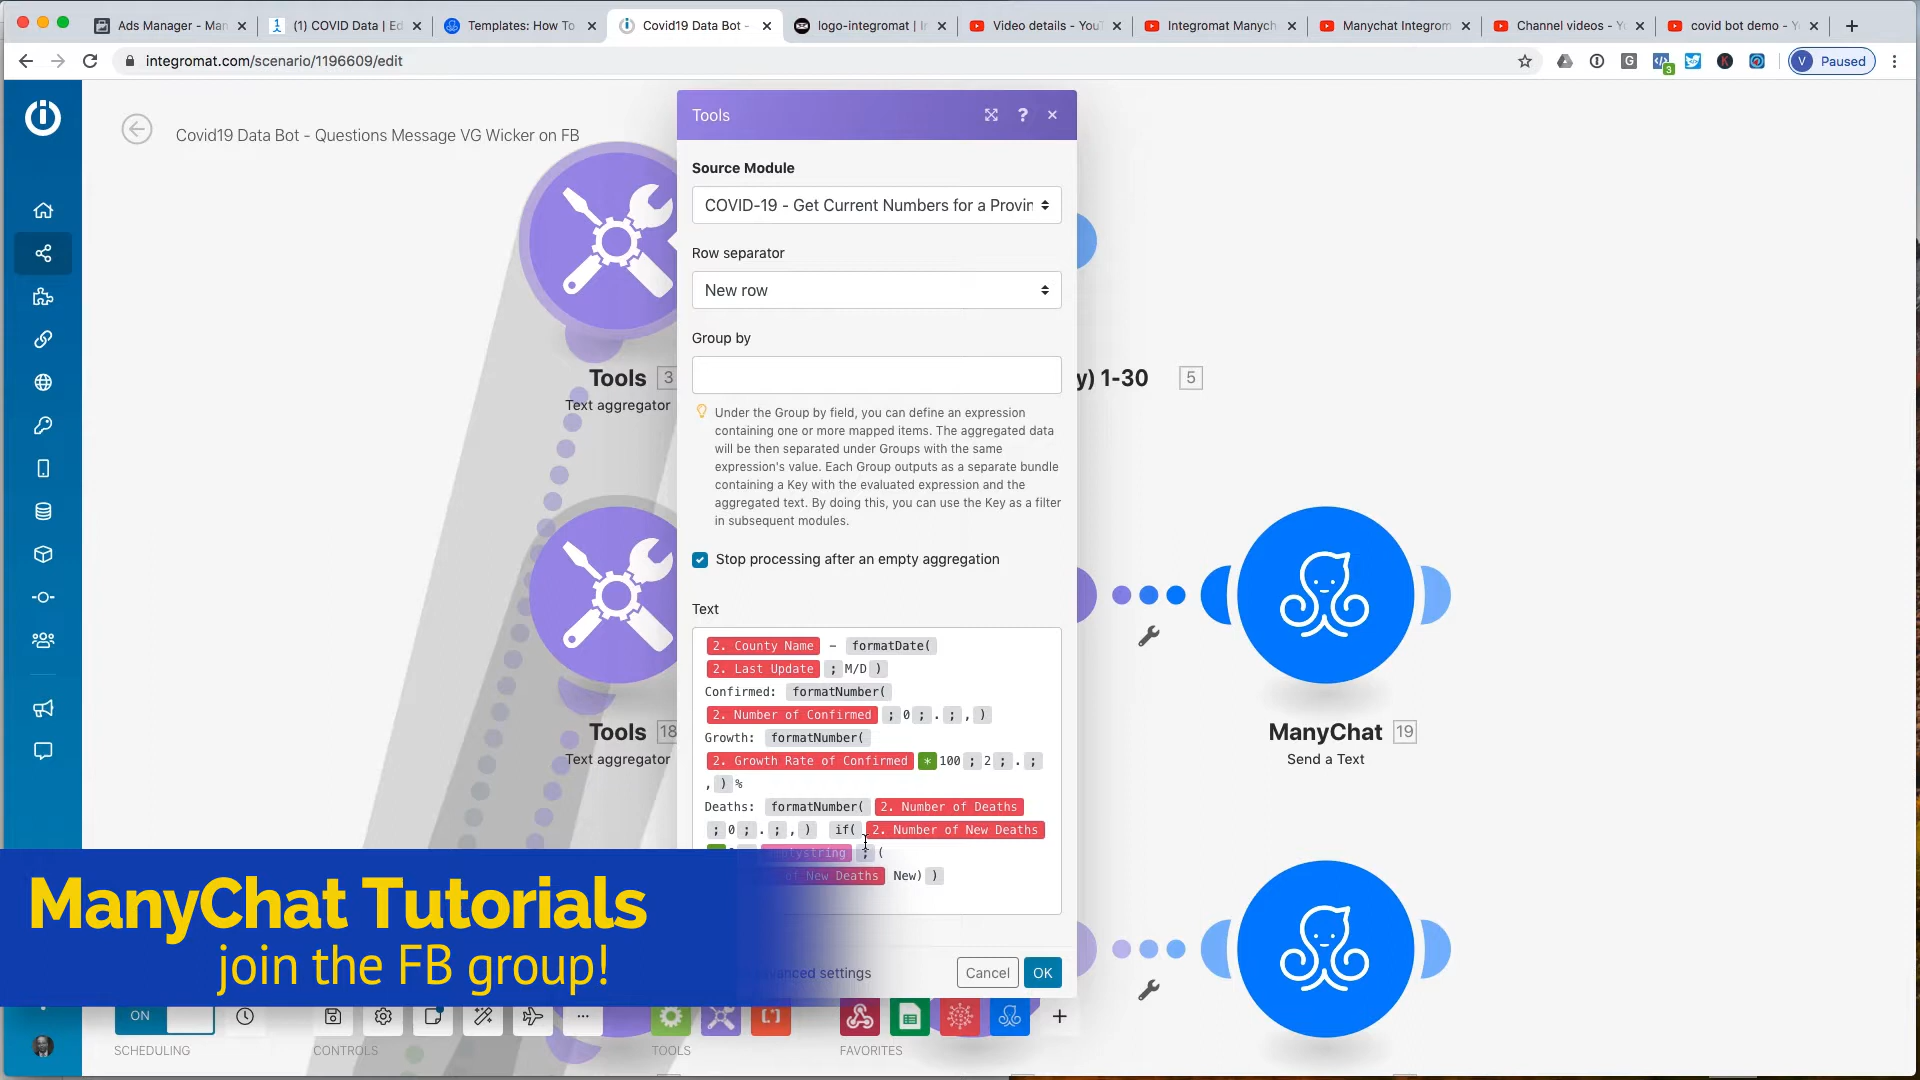 Ads Manager - Man
(1) COVID Data | Ed
Templates: How To
Covid19 Data Bot -
logo-integromat | I
Video details - YouT
Integromat Manych
Manychat Integrom
Channel videos - Y
covid bot demo - Y
integromat.com/scenario/1196609/edit
G
3
K
V Paused
Covid19 Data Bot - Questions Message VG Wicker on FB
Tools
?
Source Module
COVID-19 - Get Current Numbers for a Provin
Row separator
New row
Group by
Under the Group by field, you can define an expression
containing one or more mapped items. The aggregated data
will be then separated under Groups with the same
expression's value. Each Group outputs as a separate bundle
containing a Key with the evaluated expression and the
aggregated text. By doing this, you can use the Key as a filter
in subsequent modules.
Stop processing after an empty aggregation
Text
2. County Name - formatDate(
2. Last Update ; M/D )
Confirmed: formatNumber(
2. Number of Confirmed ; 0 ; . ; , )
Growth: formatNumber(
2. Growth Rate of Confirmed * 100 ; 2 ; . ;
, ) %
Deaths: formatNumber( 2. Number of Deaths
; 0 ; . ; , ) if( 2. Number of New Deaths
; (
of New Deaths New) )
Cancel
OK
Tools 3
Text aggregator
y) 1-30 5
Tools 18
Text aggregator
ManyChat 19
Send a Text
ManyChat Tutorials
join the FB group!
ON
SCHEDULING
CONTROLS
TOOLS
FAVORITES